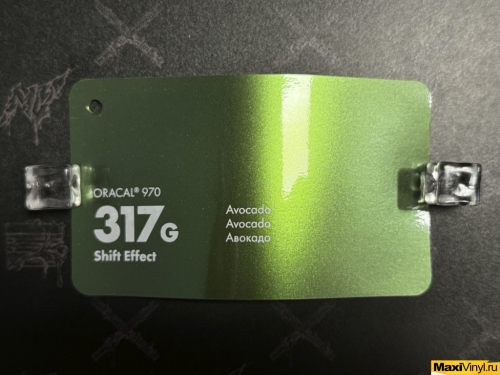 ORACAL® 970
317G
Shift Effect
Avocado
Avocado
Авокадо
MaxiVinyl.ru